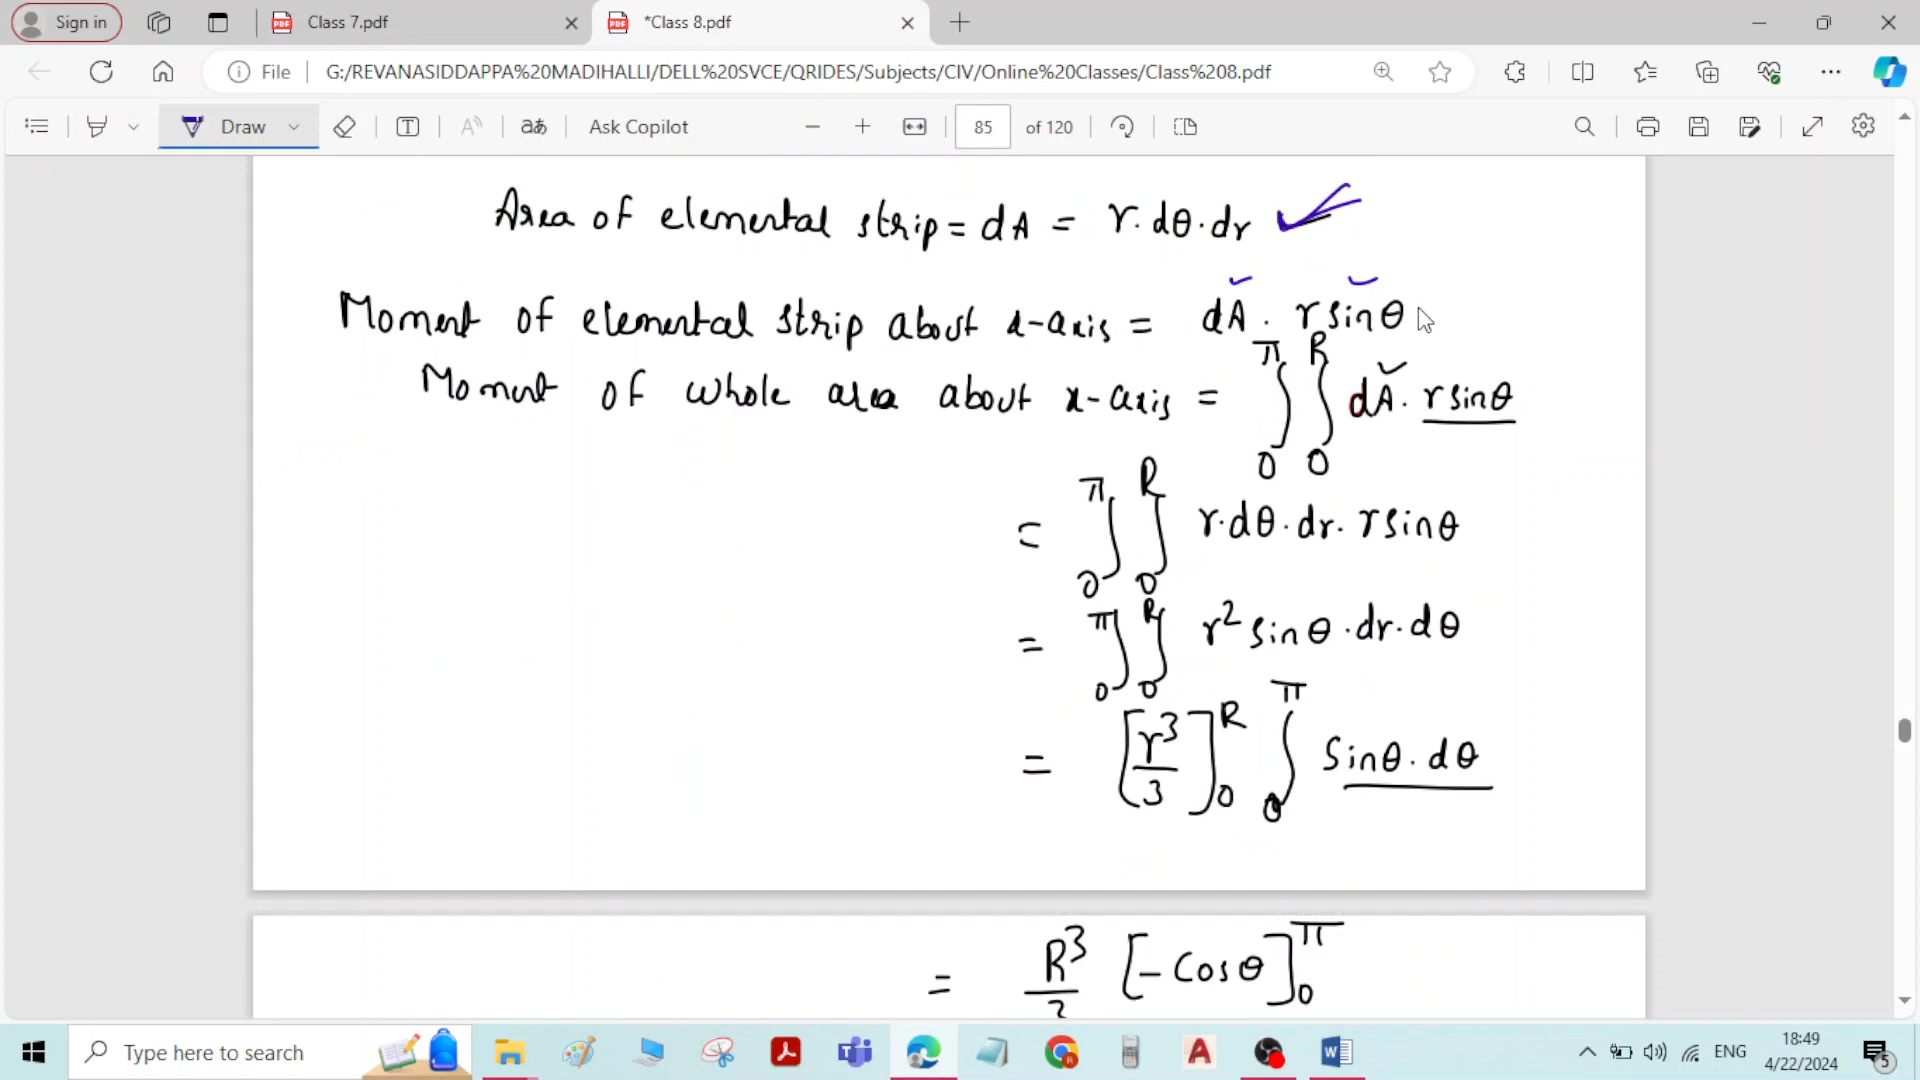 Sign in
Class 7.pdf
*Class 8.pdf
File
G:/REVANASIDDAPPA%20MADIHALLI/DELL%20SVCE/QRIDES/Subjects/CIV/Online%20Classes/Class%208.pdf
Draw
Ask Copilot
85 of 120
Area of elemental strip = dA = r.dθ.dr
Moment of elemental strip about x-axis = dA . rsinθ
Moment of whole area about x-axis = ∫₀^π ∫₀^R dA. rsinθ
= ∫₀^π ∫₀^R r.dθ.dr. rsinθ
= ∫₀^π ∫₀^R r² sinθ.dr.dθ
= [r³/3]₀^R ∫₀^π Sinθ.dθ
= R³/3 [-Cosθ]₀^π
Type here to search
ENG
18:49
4/22/2024
5